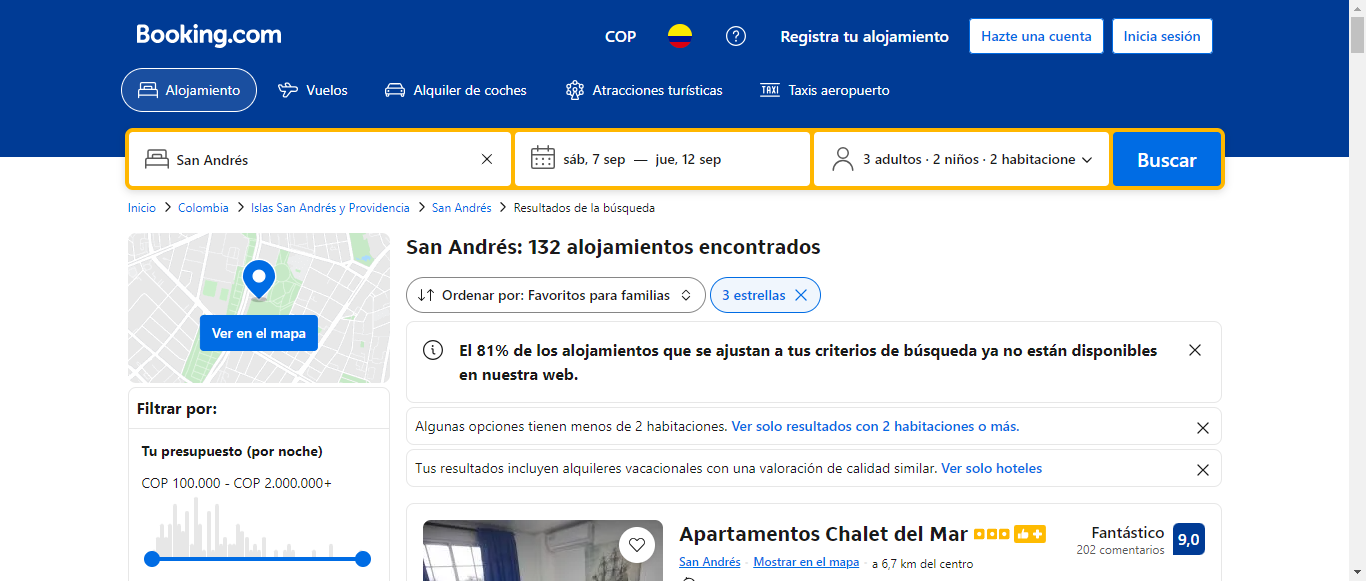 Booking.com
COP
Registra tu alojamiento
Hazte una cuenta
Inicia sesión
Alojamiento
Vuelos
Alquiler de coches
Atracciones turísticas
TAXI
Taxis aeropuerto
San Andrés
sáb, 7 sep — jue, 12 sep
3 adultos · 2 niños · 2 habitacione
Buscar
Inicio > Colombia > Islas San Andrés y Providencia > San Andrés > Resultados de la búsqueda
Ver en el mapa
Filtrar por:
Tu presupuesto (por noche)
COP 100.000 - COP 2.000.000+
San Andrés: 132 alojamientos encontrados
Ordenar por: Favoritos para familias
3 estrellas
El 81% de los alojamientos que se ajustan a tus criterios de búsqueda ya no están disponibles
en nuestra web.
Algunas opciones tienen menos de 2 habitaciones. Ver solo resultados con 2 habitaciones o más.
Tus resultados incluyen alquileres vacacionales con una valoración de calidad similar. Ver solo hoteles
Apartamentos Chalet del Mar
San Andrés · Mostrar en el mapa · a 6,7 km del centro
Fantástico
202 comentarios
9,0